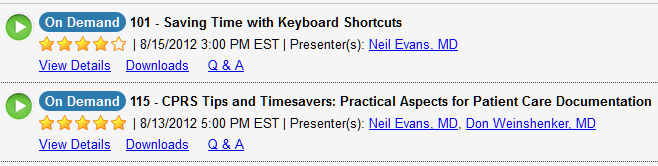 On Demand 101 - Saving Time with Keyboard Shortcuts
| 8/15/2012 3:00 PM EST | Presenter(s): Neil Evans, MD
View Details Downloads Q & A
On Demand 115 - CPRS Tips and Timesavers: Practical Aspects for Patient Care Documentation
| 8/13/2012 5:00 PM EST | Presenter(s): Neil Evans, MD, Don Weinshenker, MD
View Details Downloads Q & A